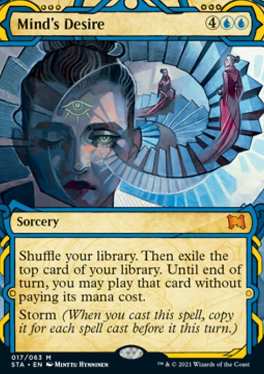 Mind's Desire 4
Sorcery
Shuffle your library. Then exile the
top card of your library. Until end of
turn, you may play that card without
paying its mana cost.
Storm (When you cast this spell, copy
it for each spell cast before it this turn.)
017/063 M
STA • EN Minttu Hynninen
™ & © 2021 Wizards of the Coast